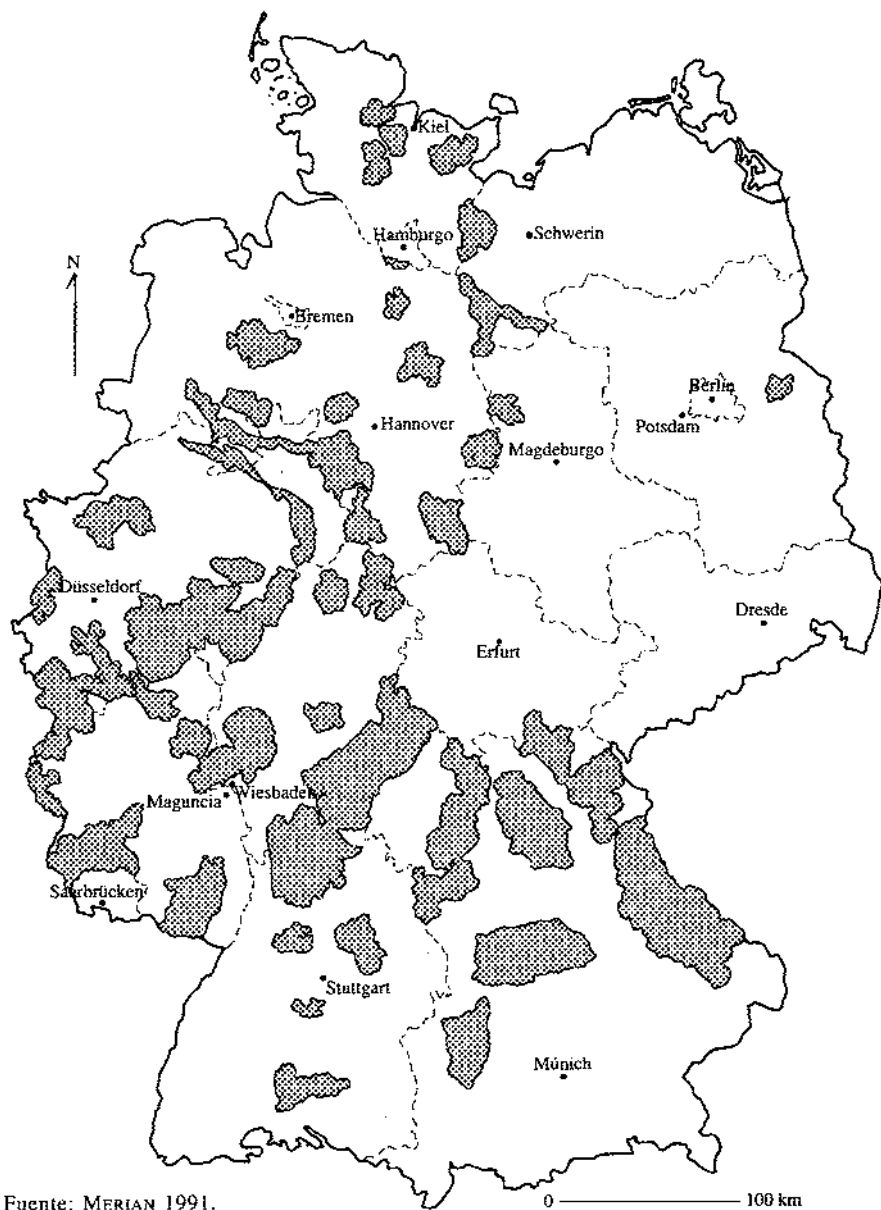 Kiel
Hamburgo
Schwerin
N
Bremen
Berlin
Potsdam
Hannover
Magdeburgo
Düsseldorf
Dresde
Erfurt
Wiesbaden
Maguncia
Saarbrücken
Stuttgart
Múnich
Fuente: MERIAN 1991.
0 100 km